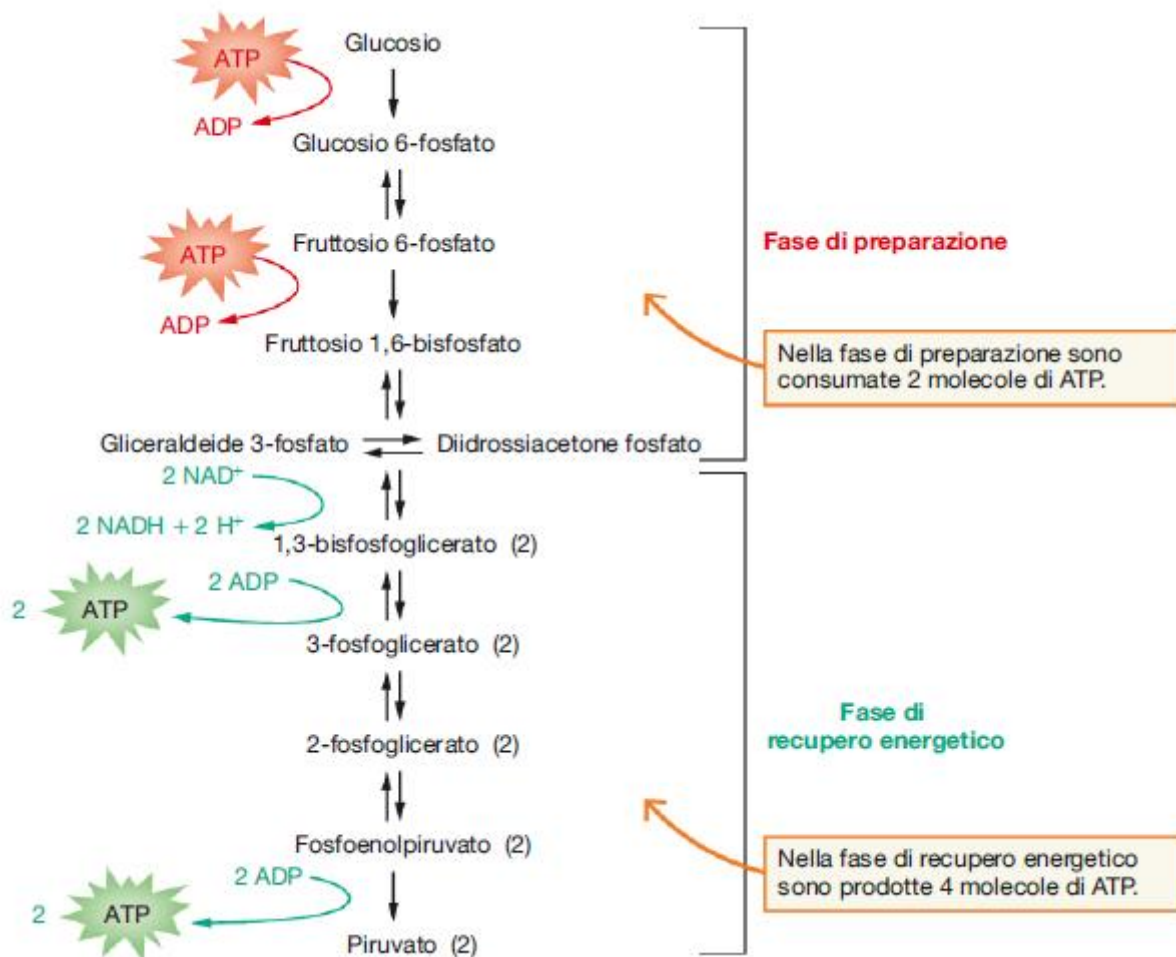 ATP
Glucosio
ADP
Glucosio 6-fosfato
ATP
Fruttosio 6-fosfato
ADP
Fruttosio 1,6-bisfosfato
Fase di preparazione
Nella fase di preparazione sono
consumate 2 molecole di ATP.
Gliceraldeide 3-fosfato
Diidrossiacetone fosfato
2 NAD⁺
2 NADH + 2 H⁺
1,3-bisfosfoglicerato (2)
2 ADP
2 ATP
3-fosfoglicerato (2)
2-fosfoglicerato (2)
Fase di
recupero energetico
Fosfoenolpiruvato (2)
2 ADP
2 ATP
Piruvato (2)
Nella fase di recupero energetico
sono prodotte 4 molecole di ATP.